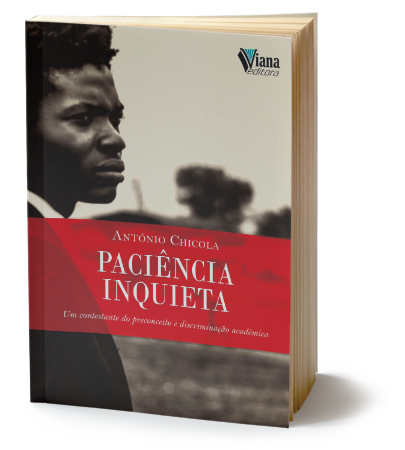 Viana
editora
António Chicola
PACIÊNCIA
INQUIETA
Um contestante do preconceito e discriminação académica